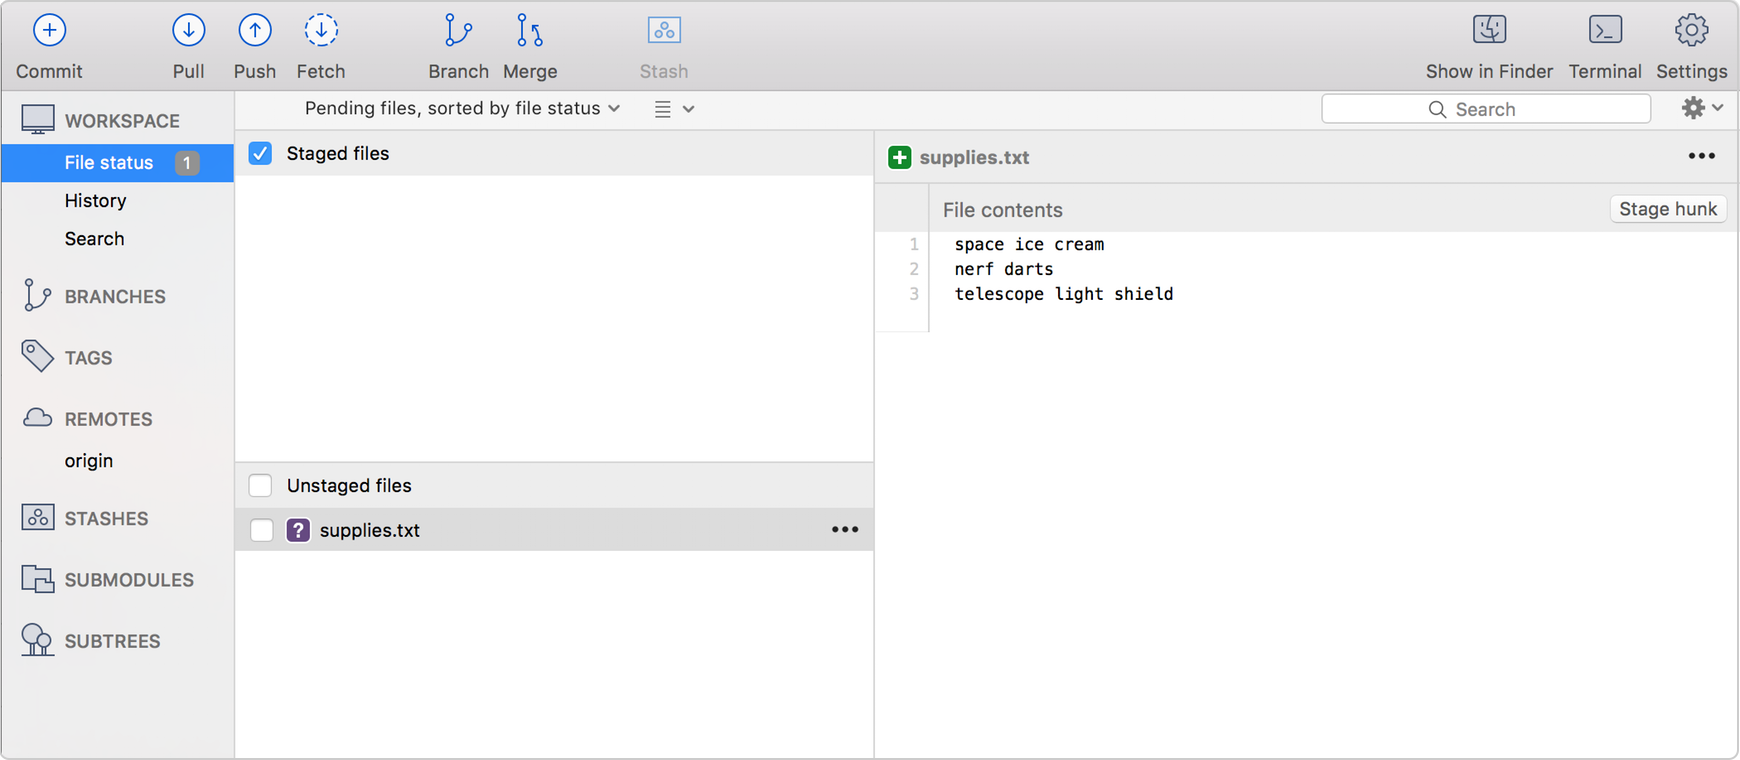 Commit Pull Push Fetch Branch Merge Stash Show in Finder Terminal Settings
WORKSPACE
File status 1
History
Search
BRANCHES
TAGS
REMOTES
origin
STASHES
SUBMODULES
SUBTREES
Pending files, sorted by file status
Search
Staged files
Unstaged files
? supplies.txt •••
+ supplies.txt •••
File contents Stage hunk
1 space ice cream
2 nerf darts
3 telescope light shield